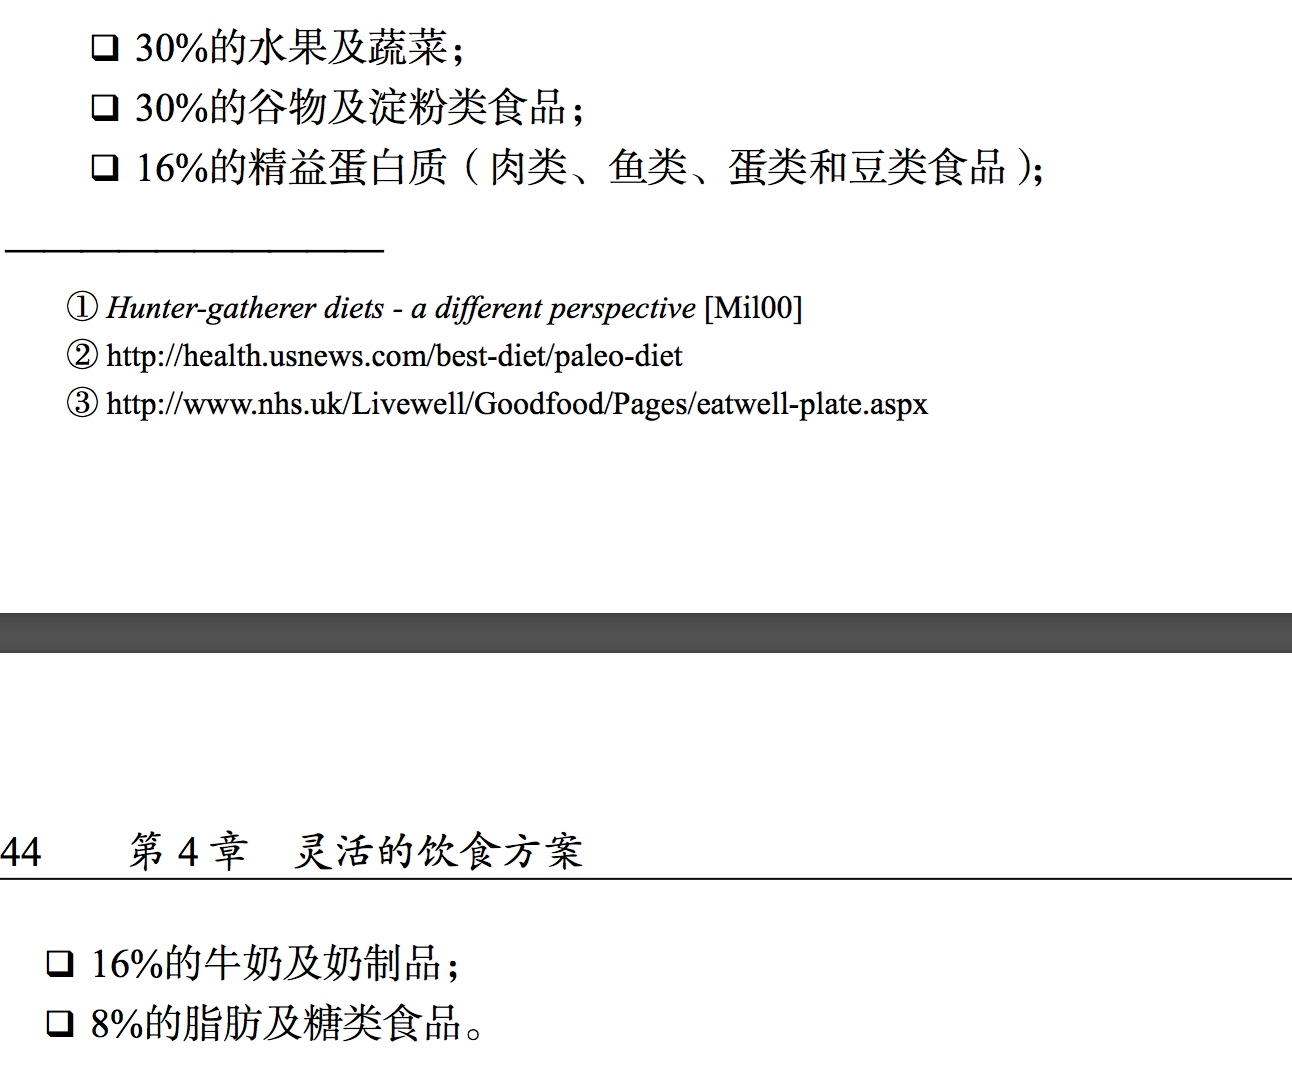 ❑ 30%的水果及蔬菜；
❑ 30%的谷物及淀粉类食品；
❑ 16%的精益蛋白质（肉类、鱼类、蛋类和豆类食品）；
① Hunter-gatherer diets - a different perspective [Mil00]
② http://health.usnews.com/best-diet/paleo-diet
③ http://www.nhs.uk/Livewell/Goodfood/Pages/eatwell-plate.aspx
44 第 4 章 灵活的饮食方案
❑ 16%的牛奶及奶制品；
❑ 8%的脂肪及糖类食品。